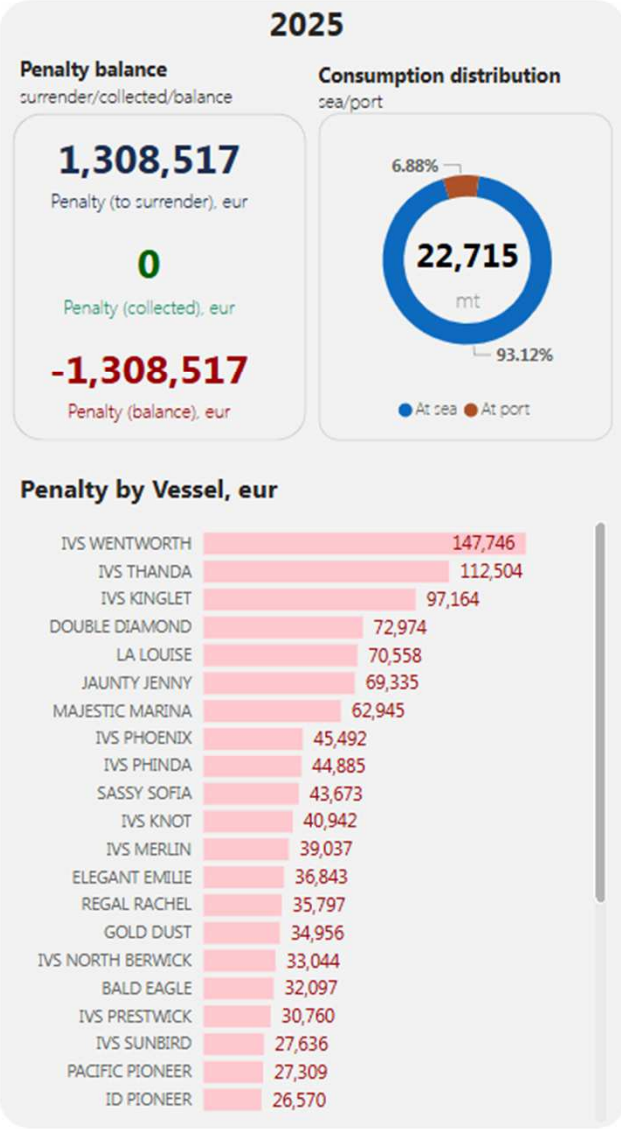 2025
Penalty balance
surrender/collected/balance
1,308,517
Penalty (to surrender), eur
0
Penalty (collected), eur
-1,308,517
Penalty (balance), eur
Consumption distribution
sea/port
6.88%
22,715
mt
93.12%
At sea At port
Penalty by Vessel, eur
IVS WENTWORTH 147,746
IVS THANDA 112,504
IVS KINGLET 97,164
DOUBLE DIAMOND 72,974
LA LOUISE 70,558
JAUNTY JENNY 69,335
MAJESTIC MARINA 62,945
IVS PHOENIX 45,492
IVS PHINDA 44,885
SASSY SOFIA 43,673
IVS KNOT 40,942
IVS MERLIN 39,037
ELEGANT EMILIE 36,843
REGAL RACHEL 35,797
GOLD DUST 34,956
IVS NORTH BERWICK 33,044
BALD EAGLE 32,097
IVS PRESTWICK 30,760
IVS SUNBIRD 27,636
PACIFIC PIONEER 27,309
ID PIONEER 26,570